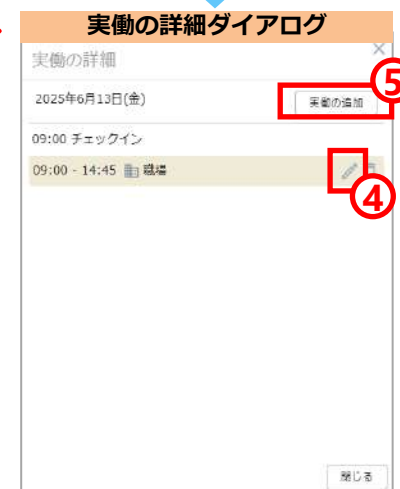 実働の詳細ダイアログ
実働の詳細
×
⑤
2025年6月13日(金)
実働の追加
09:00 チェックイン
09:00 - 14:45 職場
④
閉じる